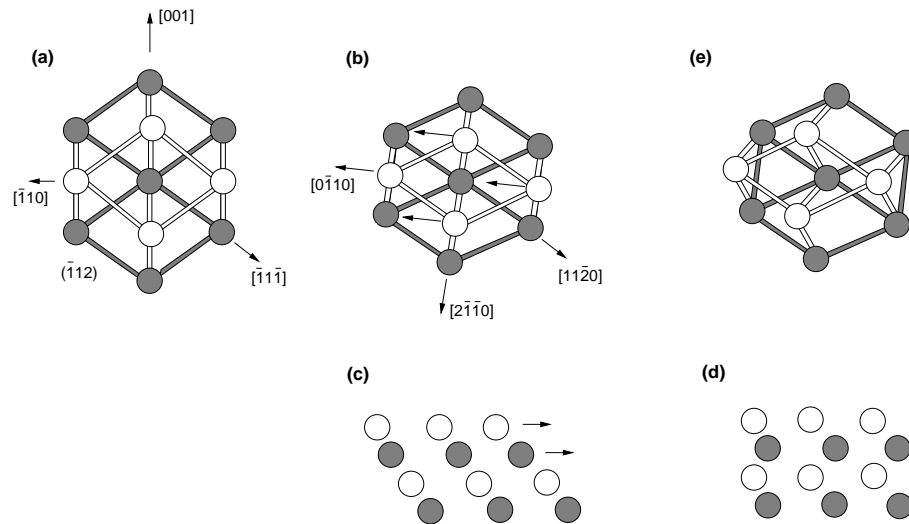 (a)
[001]
[1̄10]
(1̄12)
[1̄11̄]
(b)
[01̄10]
[112̄0]
[21̄1̄0]
(e)
(c)
(d)